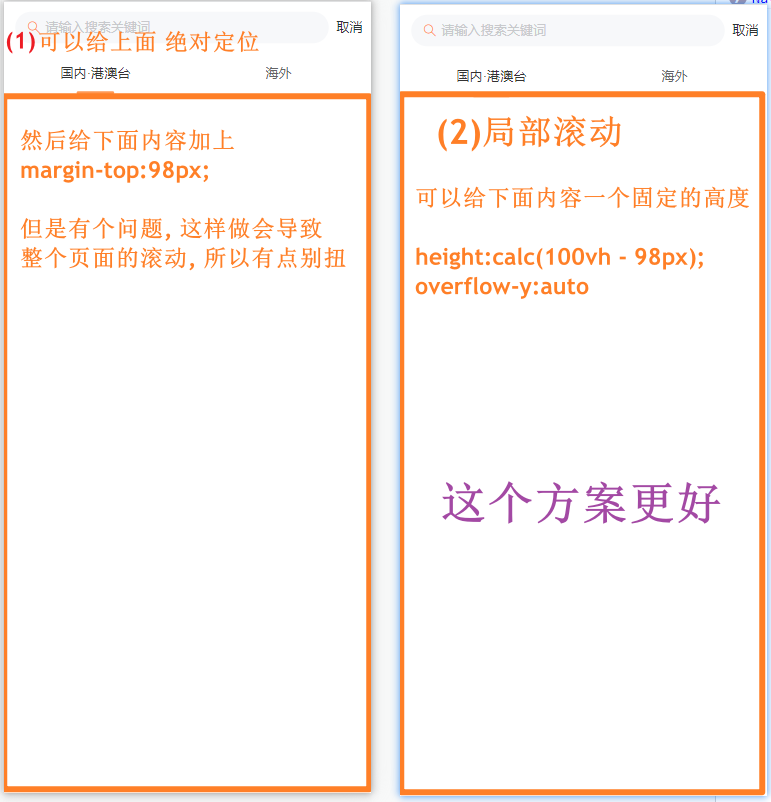 请输入搜索关键词
取消
(1)可以给上面 绝对定位
国内·港澳台
海外
然后给下面内容加上
margin-top:98px;
但是有个问题, 这样做会导致
整个页面的滚动, 所以有点别扭
请输入搜索关键词
取消
国内·港澳台
海外
(2)局部滚动
可以给下面内容一个固定的高度
height:calc(100vh - 98px);
overflow-y:auto
这个方案更好